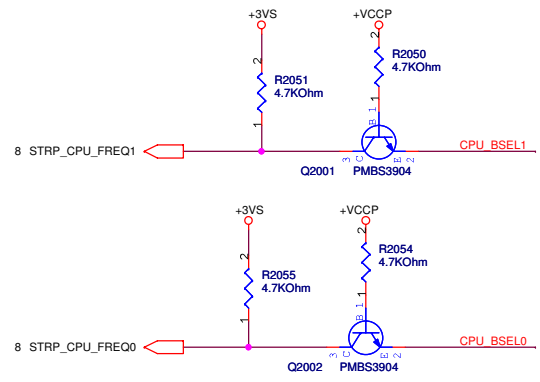 +3VS
+VCCP
2
2
R2050
4.7KOhm
R2051
4.7KOhm
1
1
B 1
8 STRP_CPU_FREQ1
3 C
E 2
CPU_BSEL1
Q2001
PMBS3904
+3VS
+VCCP
2
2
R2054
4.7KOhm
R2055
4.7KOhm
1
1
B 1
8 STRP_CPU_FREQ0
3 C
E 2
CPU_BSEL0
Q2002
PMBS3904